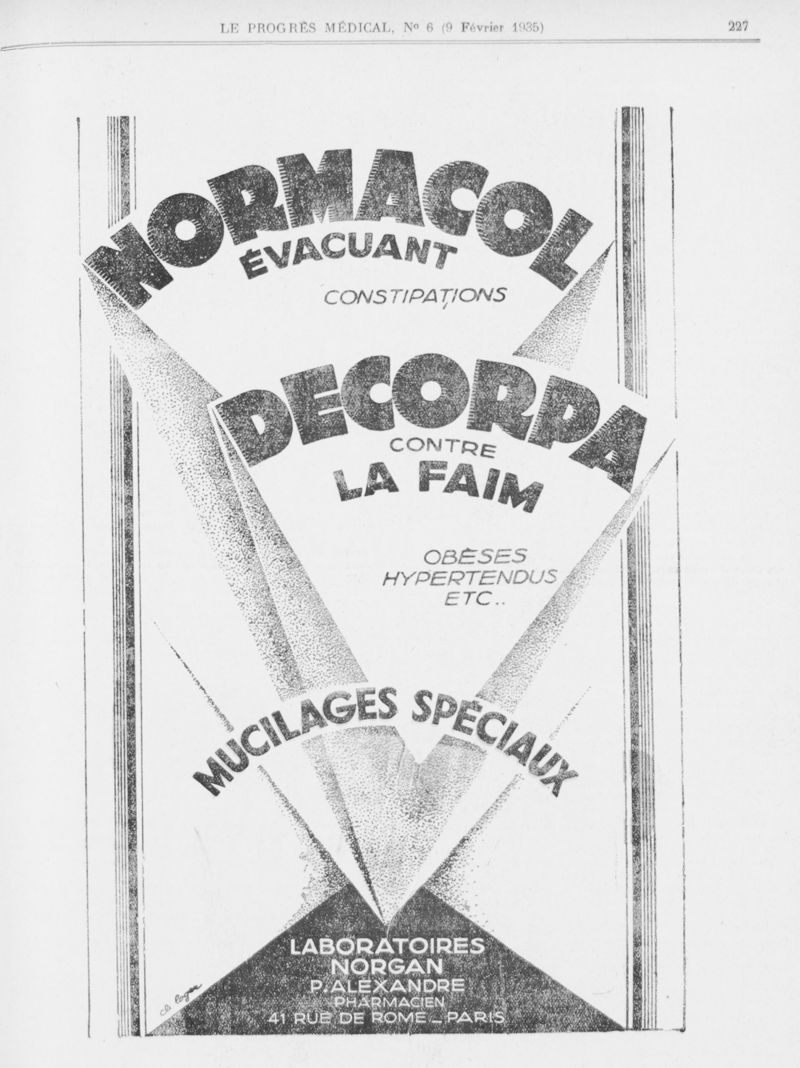 LE PROGRÈS MÉDICAL, Nº 6 (9 Février 1935)
227
NORMACOL
ÉVACUANT
CONSTIPATIONS
DECORPA
CONTRE
LA FAIM
OBÈSES
HYPERTENDUS
ETC..
MUCILAGES SPÉCIAUX
LABORATOIRES
NORGAN
P. ALEXANDRE
PHARMACIEN
41 RUE DE ROME _ PARIS